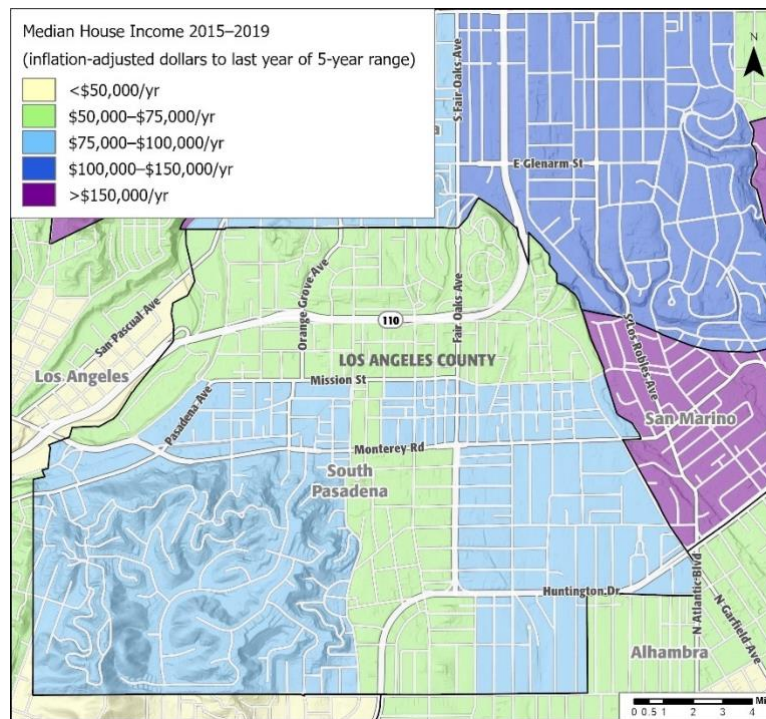 Median House Income 2015–2019
(inflation-adjusted dollars to last year of 5-year range)
<$50,000/yr
$50,000–$75,000/yr
$75,000–$100,000/yr
$100,000–$150,000/yr
>$150,000/yr
S Fair Oaks Ave
N
E Glenarm St
San Pascual Ave
Orange Grove Ave
110
Fair Oaks Ave
S Los Robles Ave
LOS ANGELES COUNTY
Los Angeles
Mission St
Pasadena Ave
San Marino
Monterey Rd
South
Pasadena
Huntington Dr
N Atlantic Blvd
N Garfield Ave
Alhambra
Mi
0 0.5 1 2 3 4